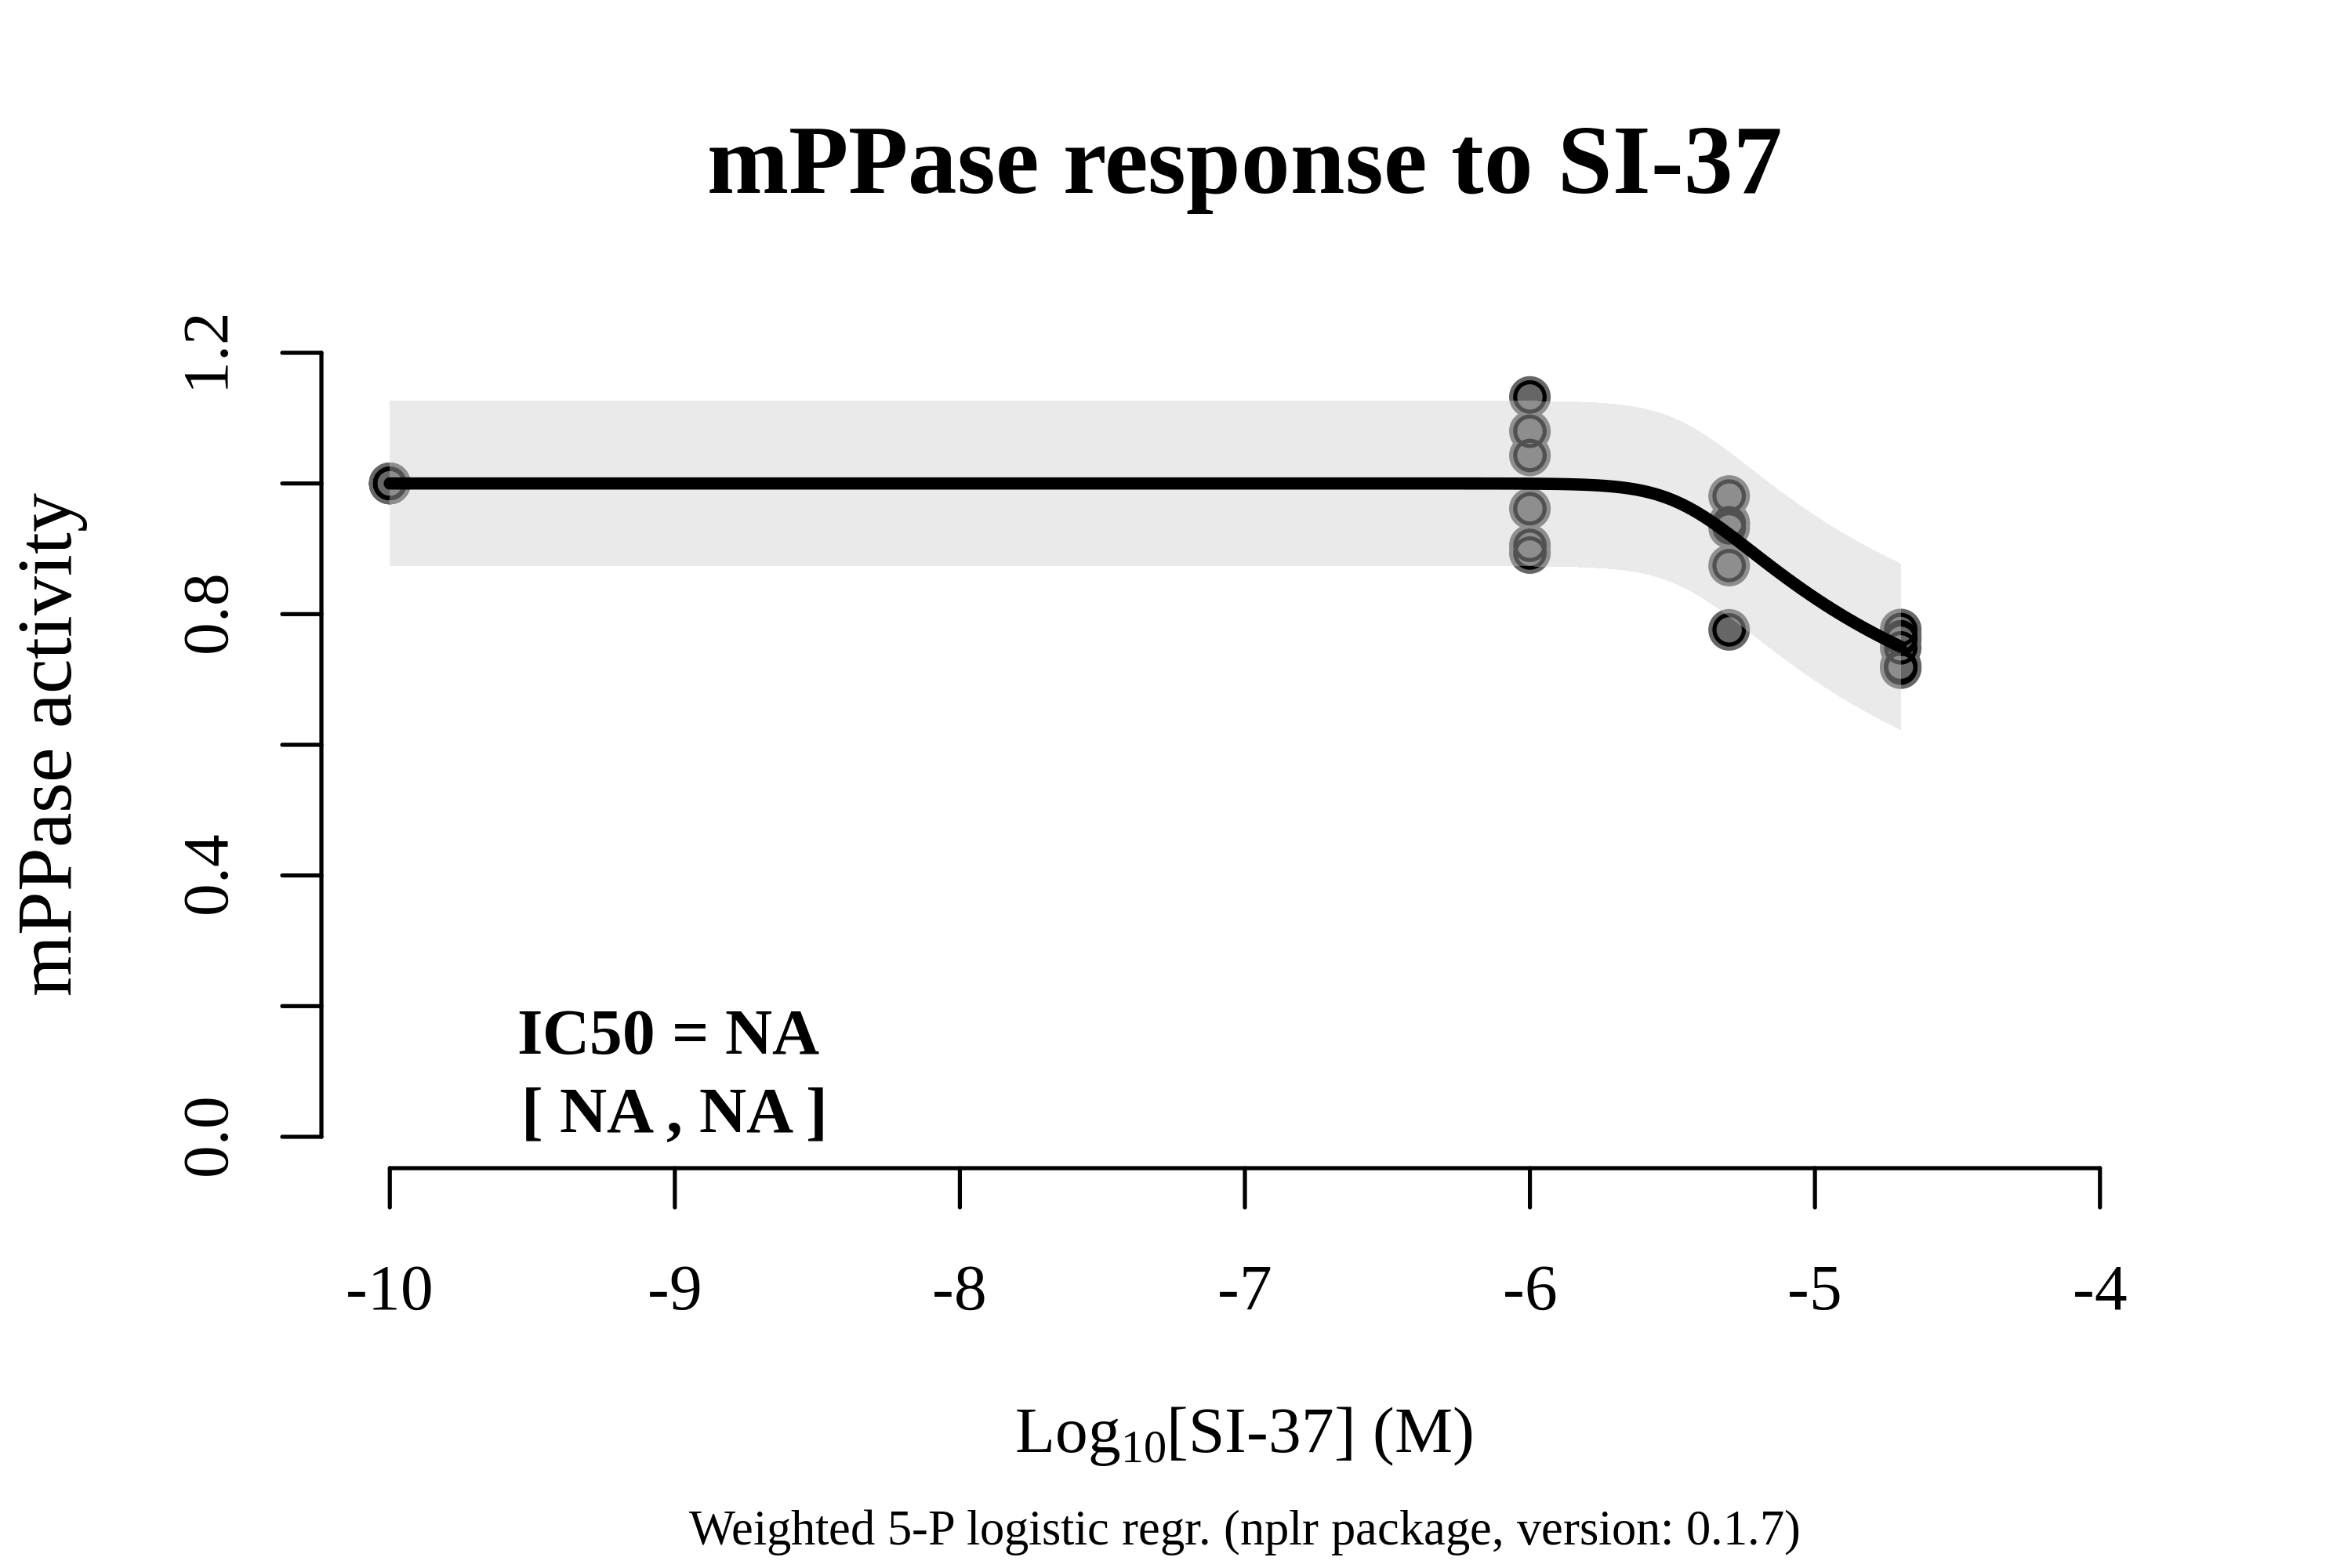 mPPase response to SI-37
mPPase activity
1.2
0.8
0.4
0.0
IC50 = NA
[ NA , NA ]
-10 -9 -8 -7 -6 -5 -4
Log₁₀[SI-37] (M)
Weighted 5-P logistic regr. (nplr package, version: 0.1.7)